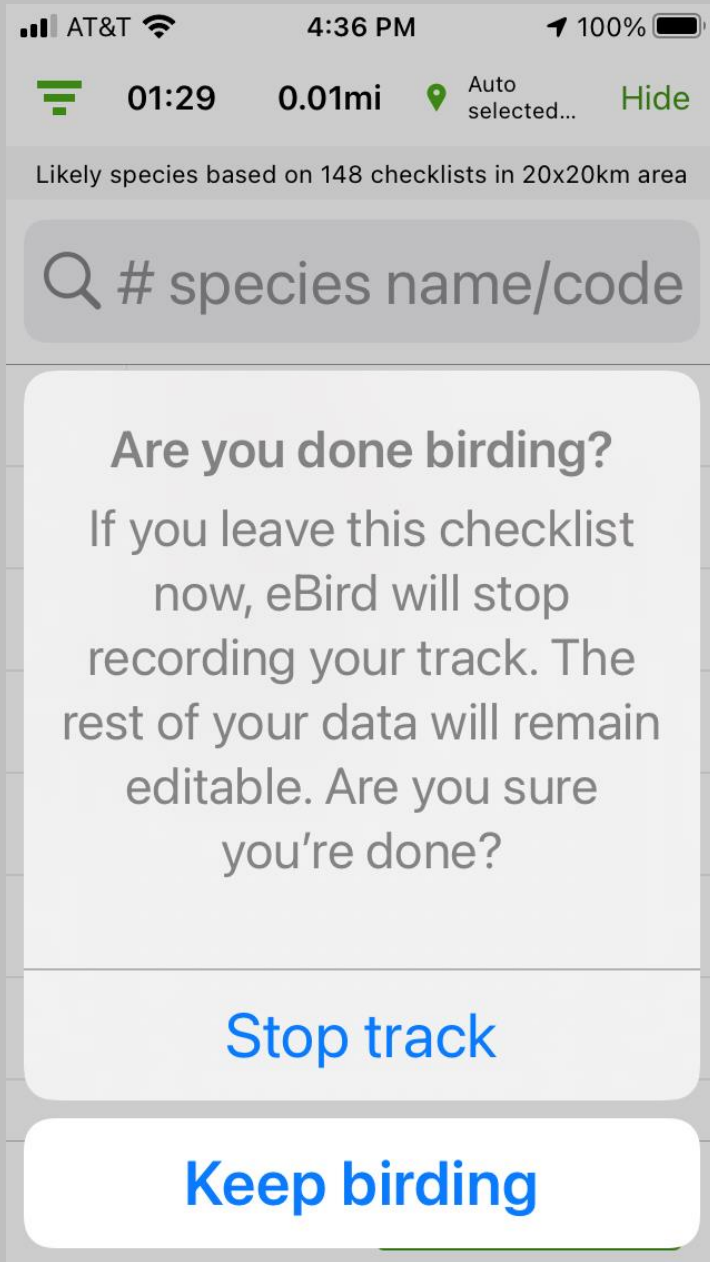 AT&T 4:36 PM 100%
01:29 0.01mi Auto selected... Hide
Likely species based on 148 checklists in 20x20km area
# species name/code
Are you done birding?
If you leave this checklist
now, eBird will stop
recording your track. The
rest of your data will remain
editable. Are you sure
you’re done?
Stop track
Keep birding